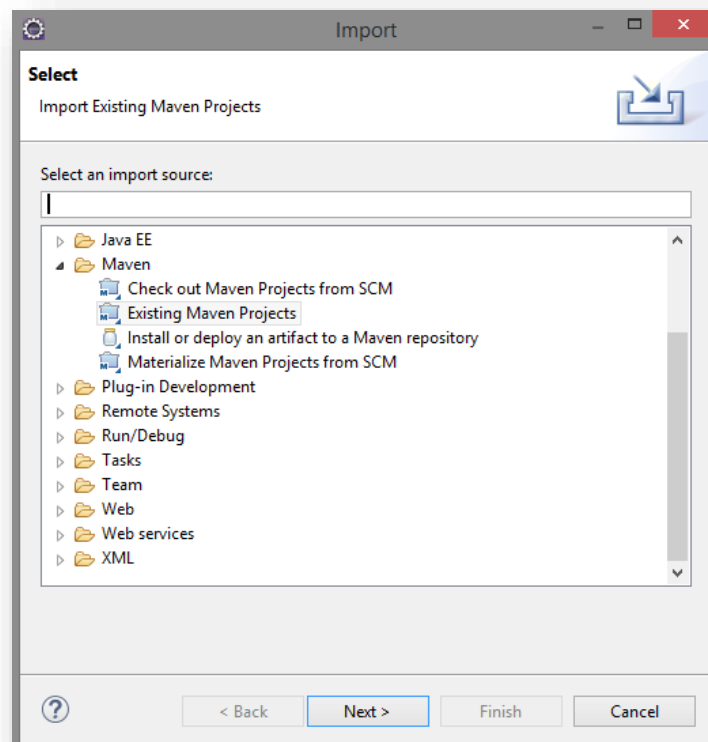 Import
Select
Import Existing Maven Projects
Select an import source:
Java EE
Maven
Check out Maven Projects from SCM
Existing Maven Projects
Install or deploy an artifact to a Maven repository
Materialize Maven Projects from SCM
Plug-in Development
Remote Systems
Run/Debug
Tasks
Team
Web
Web services
XML
? < Back Next > Finish Cancel